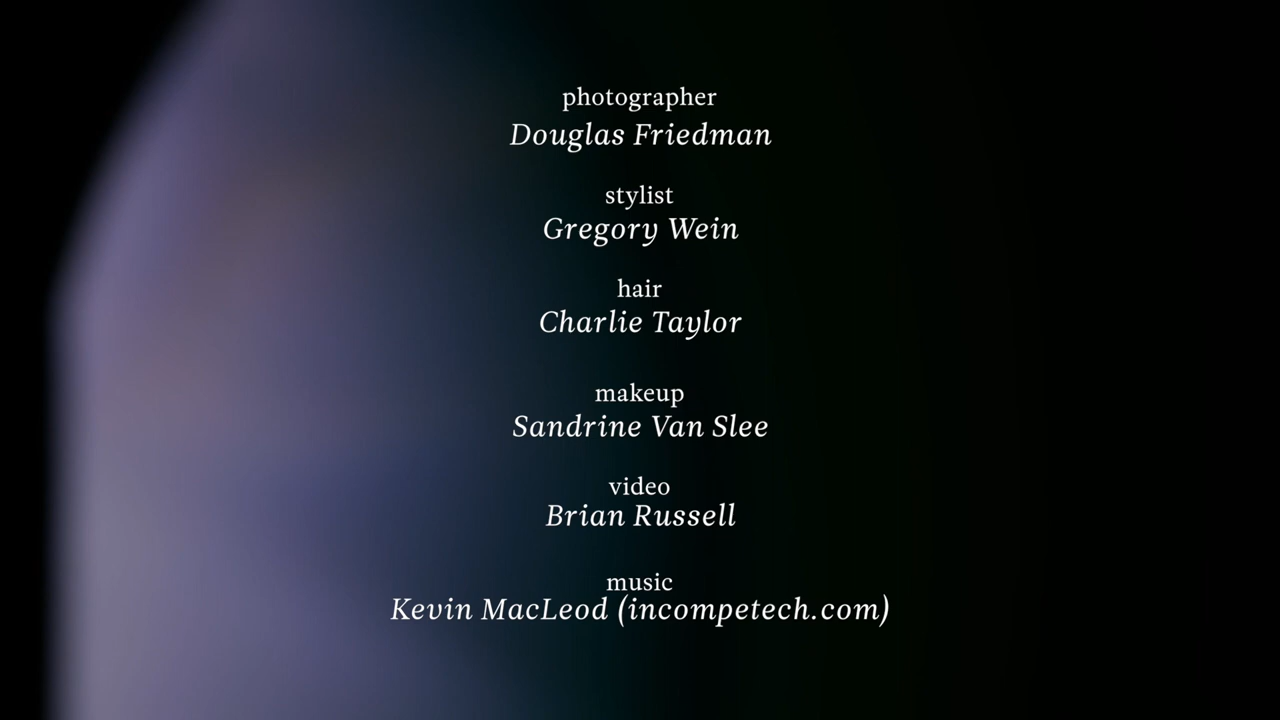 photographer
Douglas Friedman
stylist
Gregory Wein
hair
Charlie Taylor
makeup
Sandrine Van Slee
video
Brian Russell
music
Kevin MacLeod (incompetech.com)